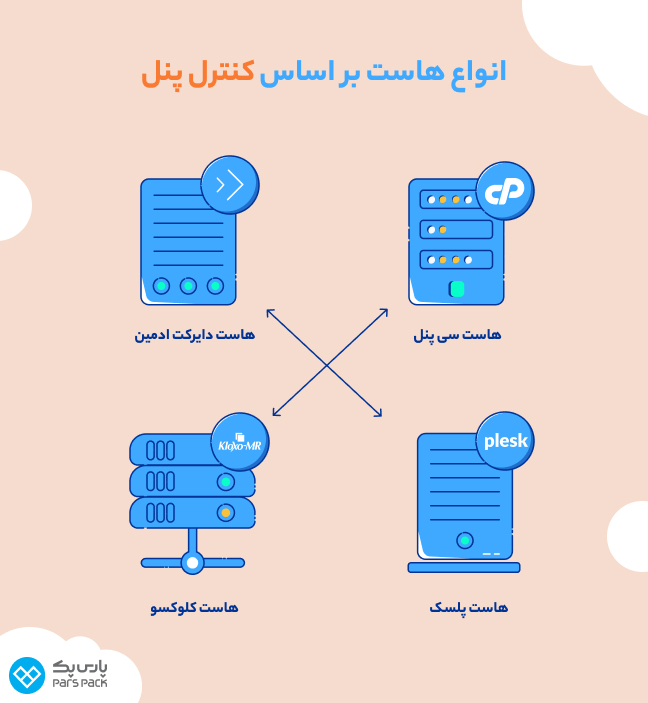 انواع هاست بر اساس کنترل پنل
هاست سی پنل
هاست دایرکت ادمین
plesk
Kloxo-MR
هاست پلسک
هاست کلوکسو
پارس پک
Pars Pack